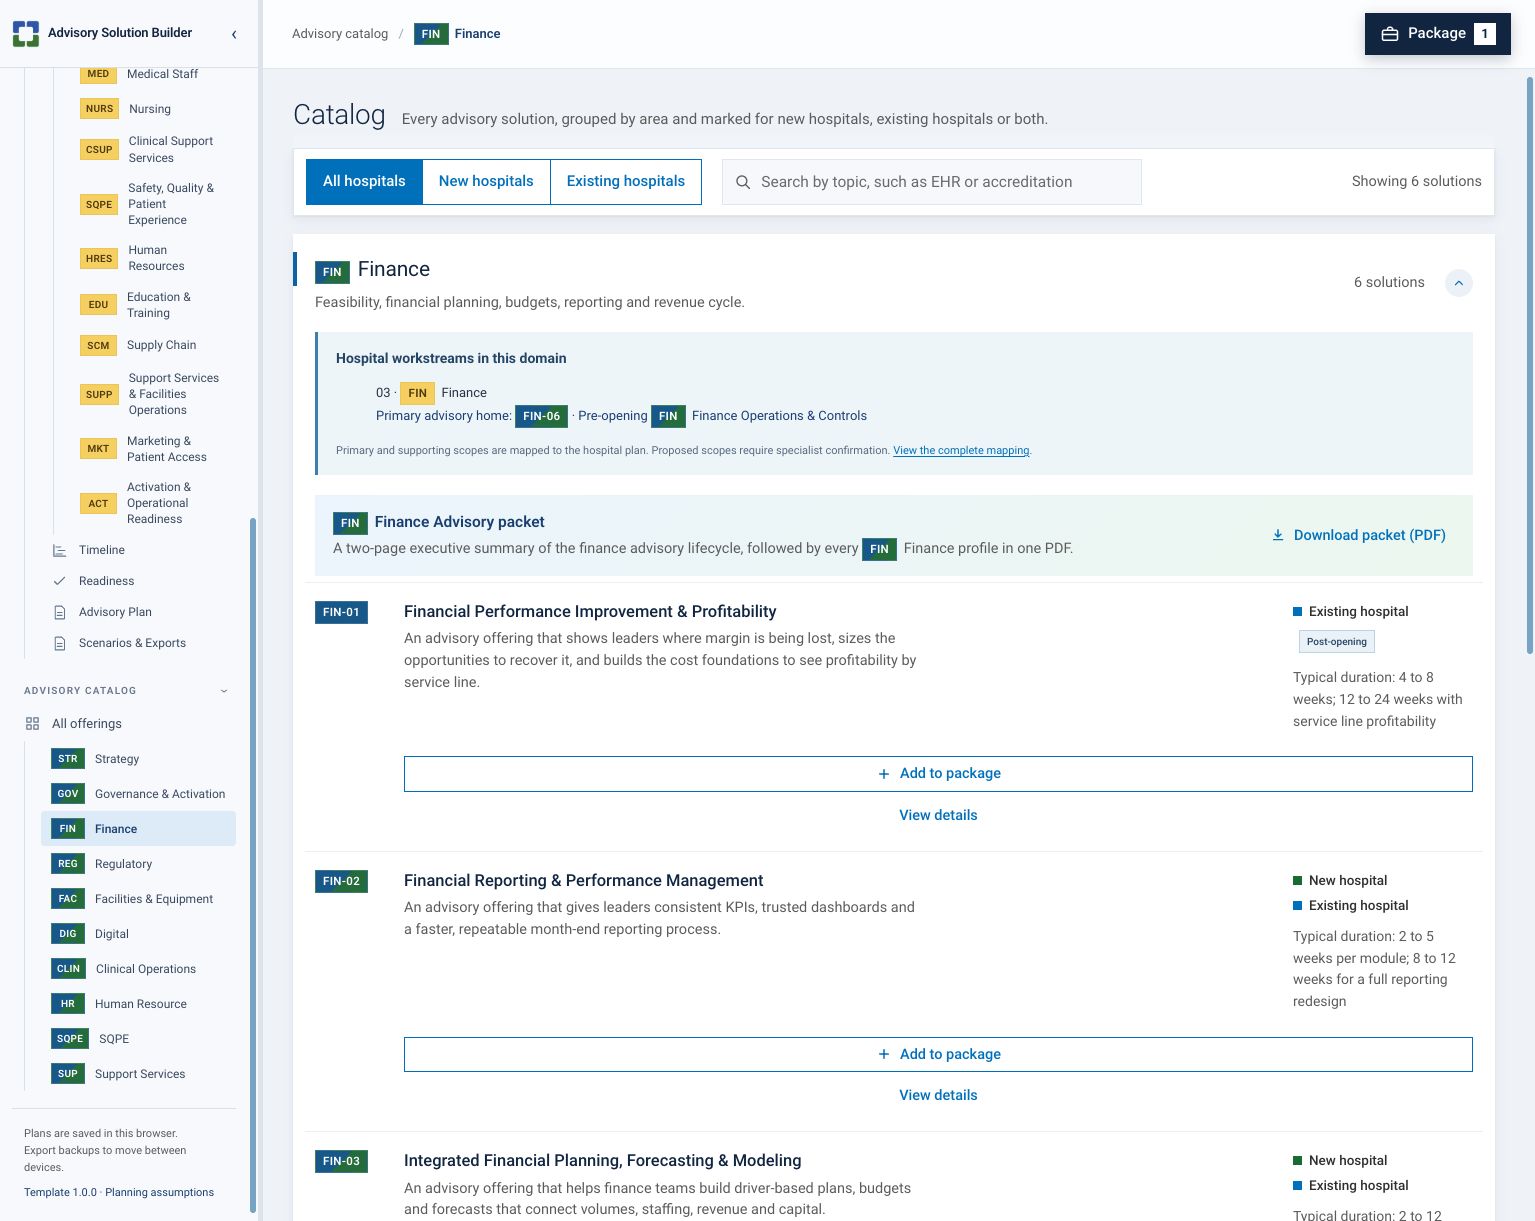 Advisory Solution Builder
MED Medical Staff
NURS Nursing
CSUP Clinical Support
Services
SQPE Safety, Quality &
Patient
Experience
HRES Human
Resources
EDU Education &
Training
SCM Supply Chain
SUPP Support Services
& Facilities
Operations
MKT Marketing &
Patient Access
ACT Activation &
Operational
Readiness
Timeline
Readiness
Advisory Plan
Scenarios & Exports
ADVISORY CATALOG
All offerings
STR Strategy
GOV Governance & Activation
FIN Finance
REG Regulatory
FAC Facilities & Equipment
DIG Digital
CLIN Clinical Operations
HR Human Resource
SQPE SQPE
SUP Support Services
Plans are saved in this browser.
Export backups to move between
devices.
Template 1.0.0 · Planning assumptions
Advisory catalog / FIN Finance
Package 1
Catalog Every advisory solution, grouped by area and marked for new hospitals, existing hospitals or both.
All hospitals New hospitals Existing hospitals Search by topic, such as EHR or accreditation Showing 6 solutions
FIN Finance
6 solutions
Feasibility, financial planning, budgets, reporting and revenue cycle.
Hospital workstreams in this domain
03 · FIN Finance
Primary advisory home: FIN-06 · Pre-opening FIN Finance Operations & Controls
Primary and supporting scopes are mapped to the hospital plan. Proposed scopes require specialist confirmation. View the complete mapping.
FIN Finance Advisory packet
A two-page executive summary of the finance advisory lifecycle, followed by every FIN Finance profile in one PDF.
Download packet (PDF)
FIN-01 Financial Performance Improvement & Profitability
An advisory offering that shows leaders where margin is being lost, sizes the
opportunities to recover it, and builds the cost foundations to see profitability by
service line.
Existing hospital
Post-opening
Typical duration: 4 to 8
weeks; 12 to 24 weeks with
service line profitability
+ Add to package
View details
FIN-02 Financial Reporting & Performance Management
An advisory offering that gives leaders consistent KPIs, trusted dashboards and
a faster, repeatable month-end reporting process.
New hospital
Existing hospital
Typical duration: 2 to 5
weeks per module; 8 to 12
weeks for a full reporting
redesign
+ Add to package
View details
FIN-03 Integrated Financial Planning, Forecasting & Modeling
An advisory offering that helps finance teams build driver-based plans, budgets
and forecasts that connect volumes, staffing, revenue and capital.
New hospital
Existing hospital
Typical duration: 2 to 12